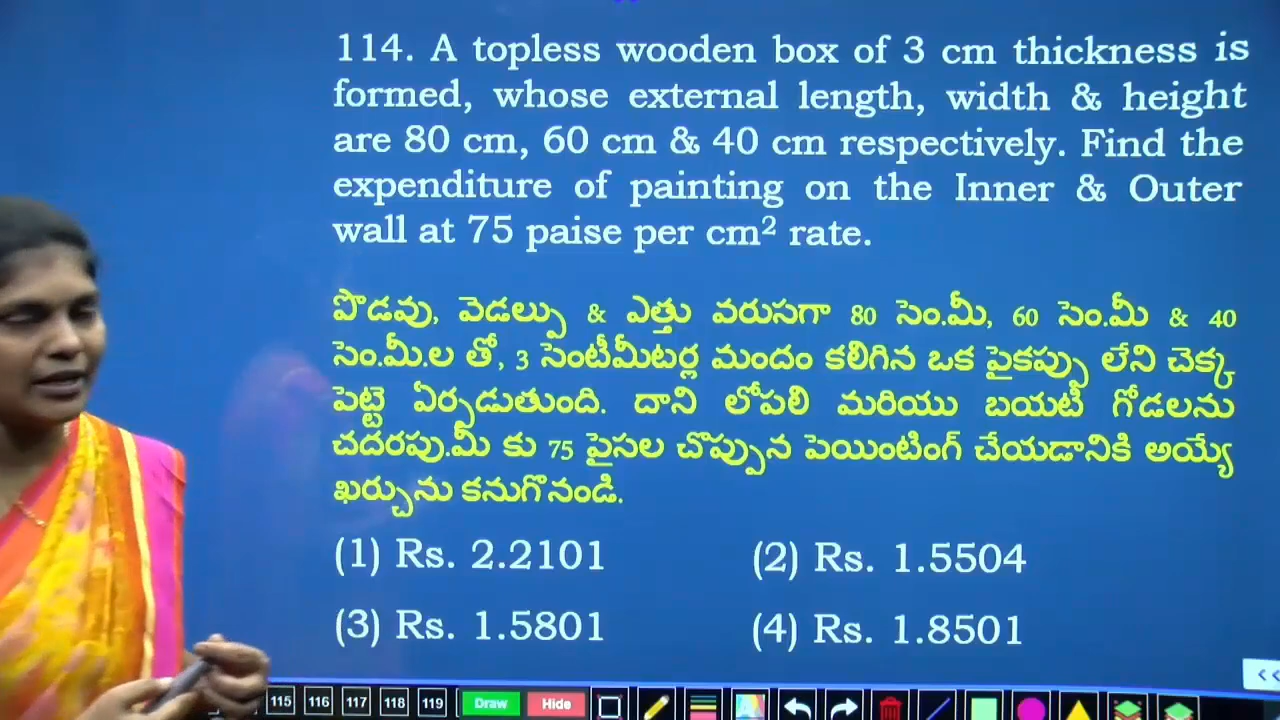 114. A topless wooden box of 3 cm thickness is
formed, whose external length, width & height
are 80 cm, 60 cm & 40 cm respectively. Find the
expenditure of painting on the Inner & Outer
wall at 75 paise per cm² rate.
పొడవు, వెడల్పు & ఎత్తు వరుసగా 80 సెం.మీ, 60 సెం.మీ & 40
సెం.మీ.ల తో, 3 సెంటీమీటర్ల మందం కలిగిన ఒక పైకప్పు లేని చెక్క
పెట్టె ఏర్పడుతుంది. దాని లోపలి మరియు బయటి గోడలను
చదరపు.మీ కు 75 పైసల చొప్పున పెయింటింగ్ చేయడానికి అయ్యే
ఖర్చును కనుగొనండి.
(1) Rs. 2.2101 (2) Rs. 1.5504
(3) Rs. 1.5801 (4) Rs. 1.8501
115 116 117 118 119 Draw Hide